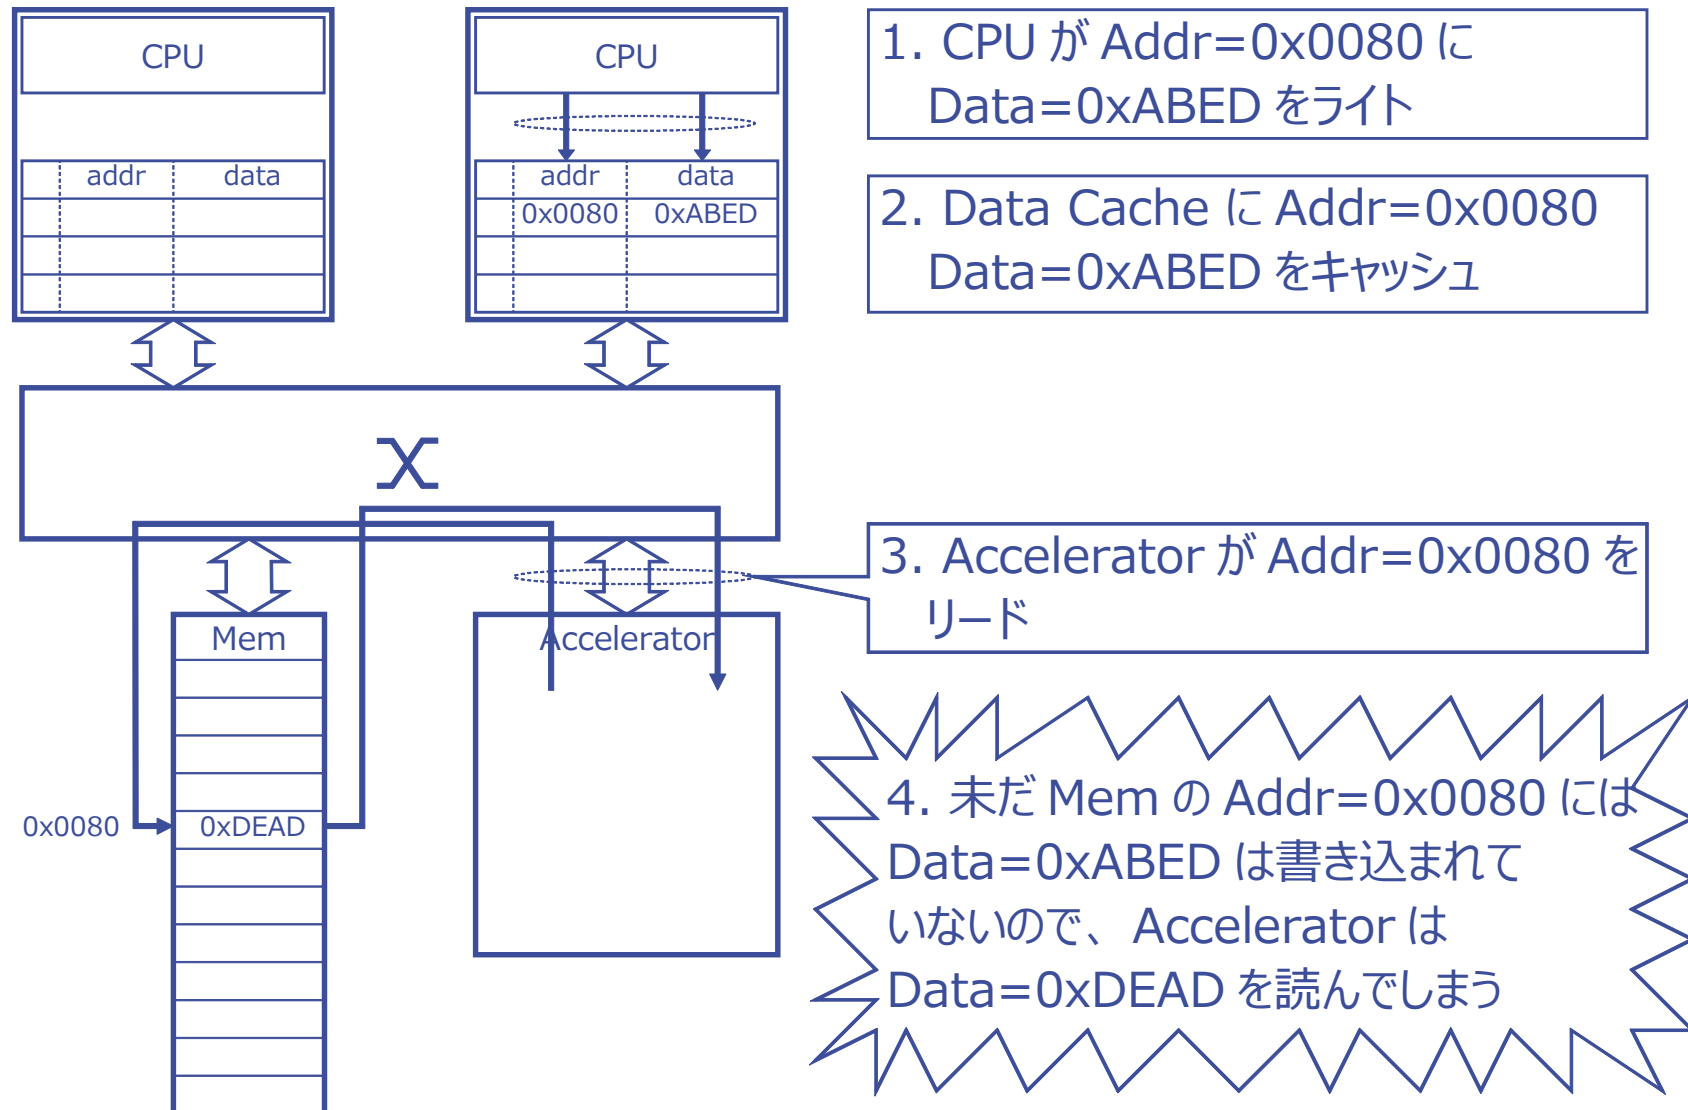 CPU
CPU
addr data
addr data
0x0080 0xABED
1. CPU が Addr=0x0080 に
Data=0xABED をライト
2. Data Cache に Addr=0x0080
Data=0xABED をキャッシュ
3. Accelerator が Addr=0x0080 を
リード
Mem
Accelerator
0x0080 0xDEAD
4. 未だ Mem の Addr=0x0080 には
Data=0xABED は書き込まれて
いないので、 Accelerator は
Data=0xDEAD を読んでしまう